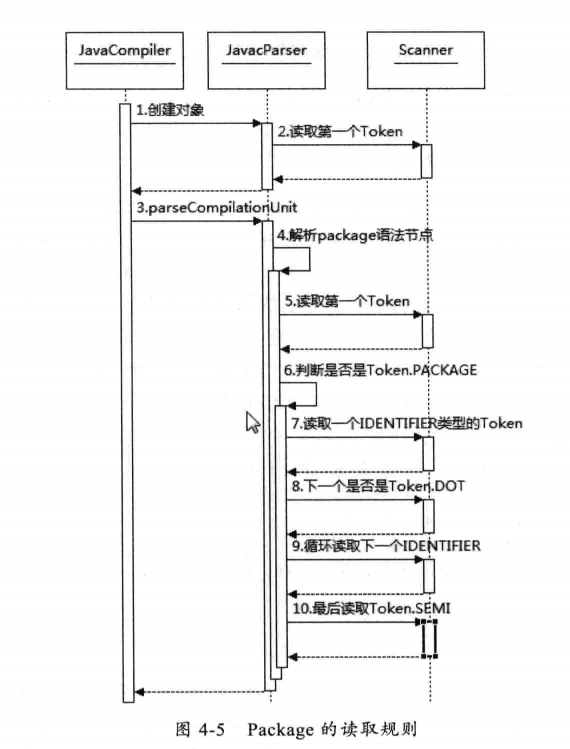 JavaCompiler
JavacParser
Scanner
1.创建对象
2.读取第一个Token
3.parseCompilationUnit
4.解析package语法节点
5.读取第一个Token
6.判断是否是Token.PACKAGE
7.读取一个IDENTIFIER类型的Token
8.下一个是否是Token.DOT
9.循环读取下一个IDENTIFIER
10.最后读取Token.SEMI
图 4-5 Package 的读取规则